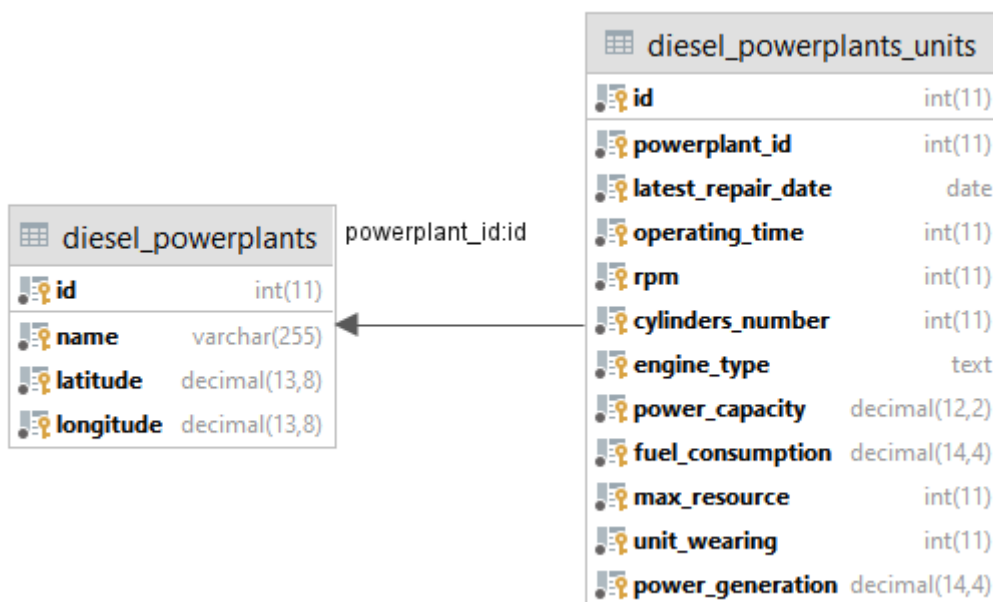 diesel_powerplants
id int(11)
name varchar(255)
latitude decimal(13,8)
longitude decimal(13,8)
powerplant_id:id
diesel_powerplants_units
id int(11)
powerplant_id int(11)
latest_repair_date date
operating_time int(11)
rpm int(11)
cylinders_number int(11)
engine_type text
power_capacity decimal(12,2)
fuel_consumption decimal(14,4)
max_resource int(11)
unit_wearing int(11)
power_generation decimal(14,4)